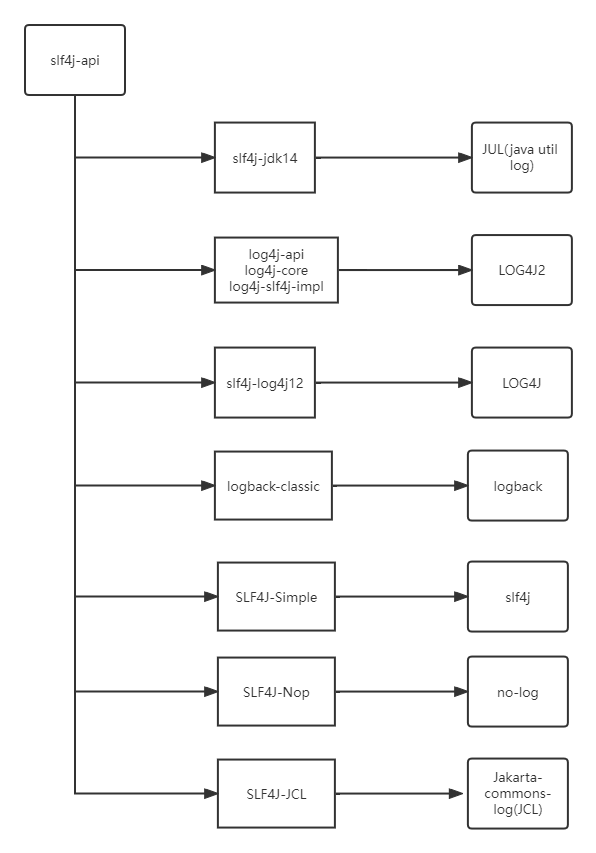 slf4j-api
slf4j-jdk14
JUL(java util
log)
log4j-api
log4j-core
log4j-slf4j-impl
LOG4J2
slf4j-log4j12
LOG4J
logback-classic
logback
SLF4J-Simple
slf4j
SLF4J-Nop
no-log
SLF4J-JCL
Jakarta-
commons-
log(JCL)